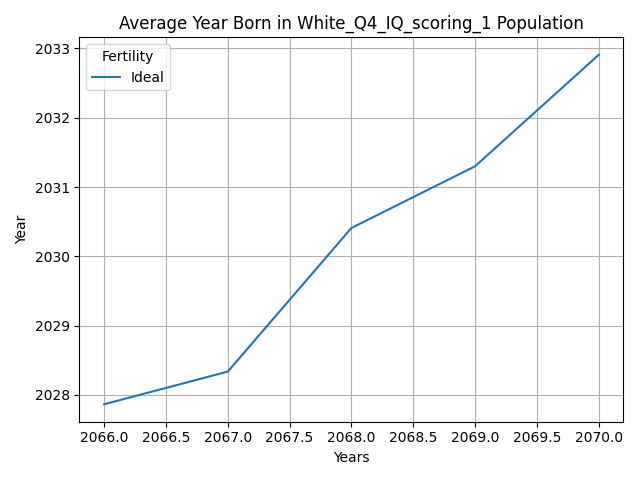 Average Year Born in White_Q4_IQ_scoring_1 Population
Fertility
Ideal
2033
2032
2031
2030
2029
2028
Year
2066.0 2066.5 2067.0 2067.5 2068.0 2068.5 2069.0 2069.5 2070.0
Years